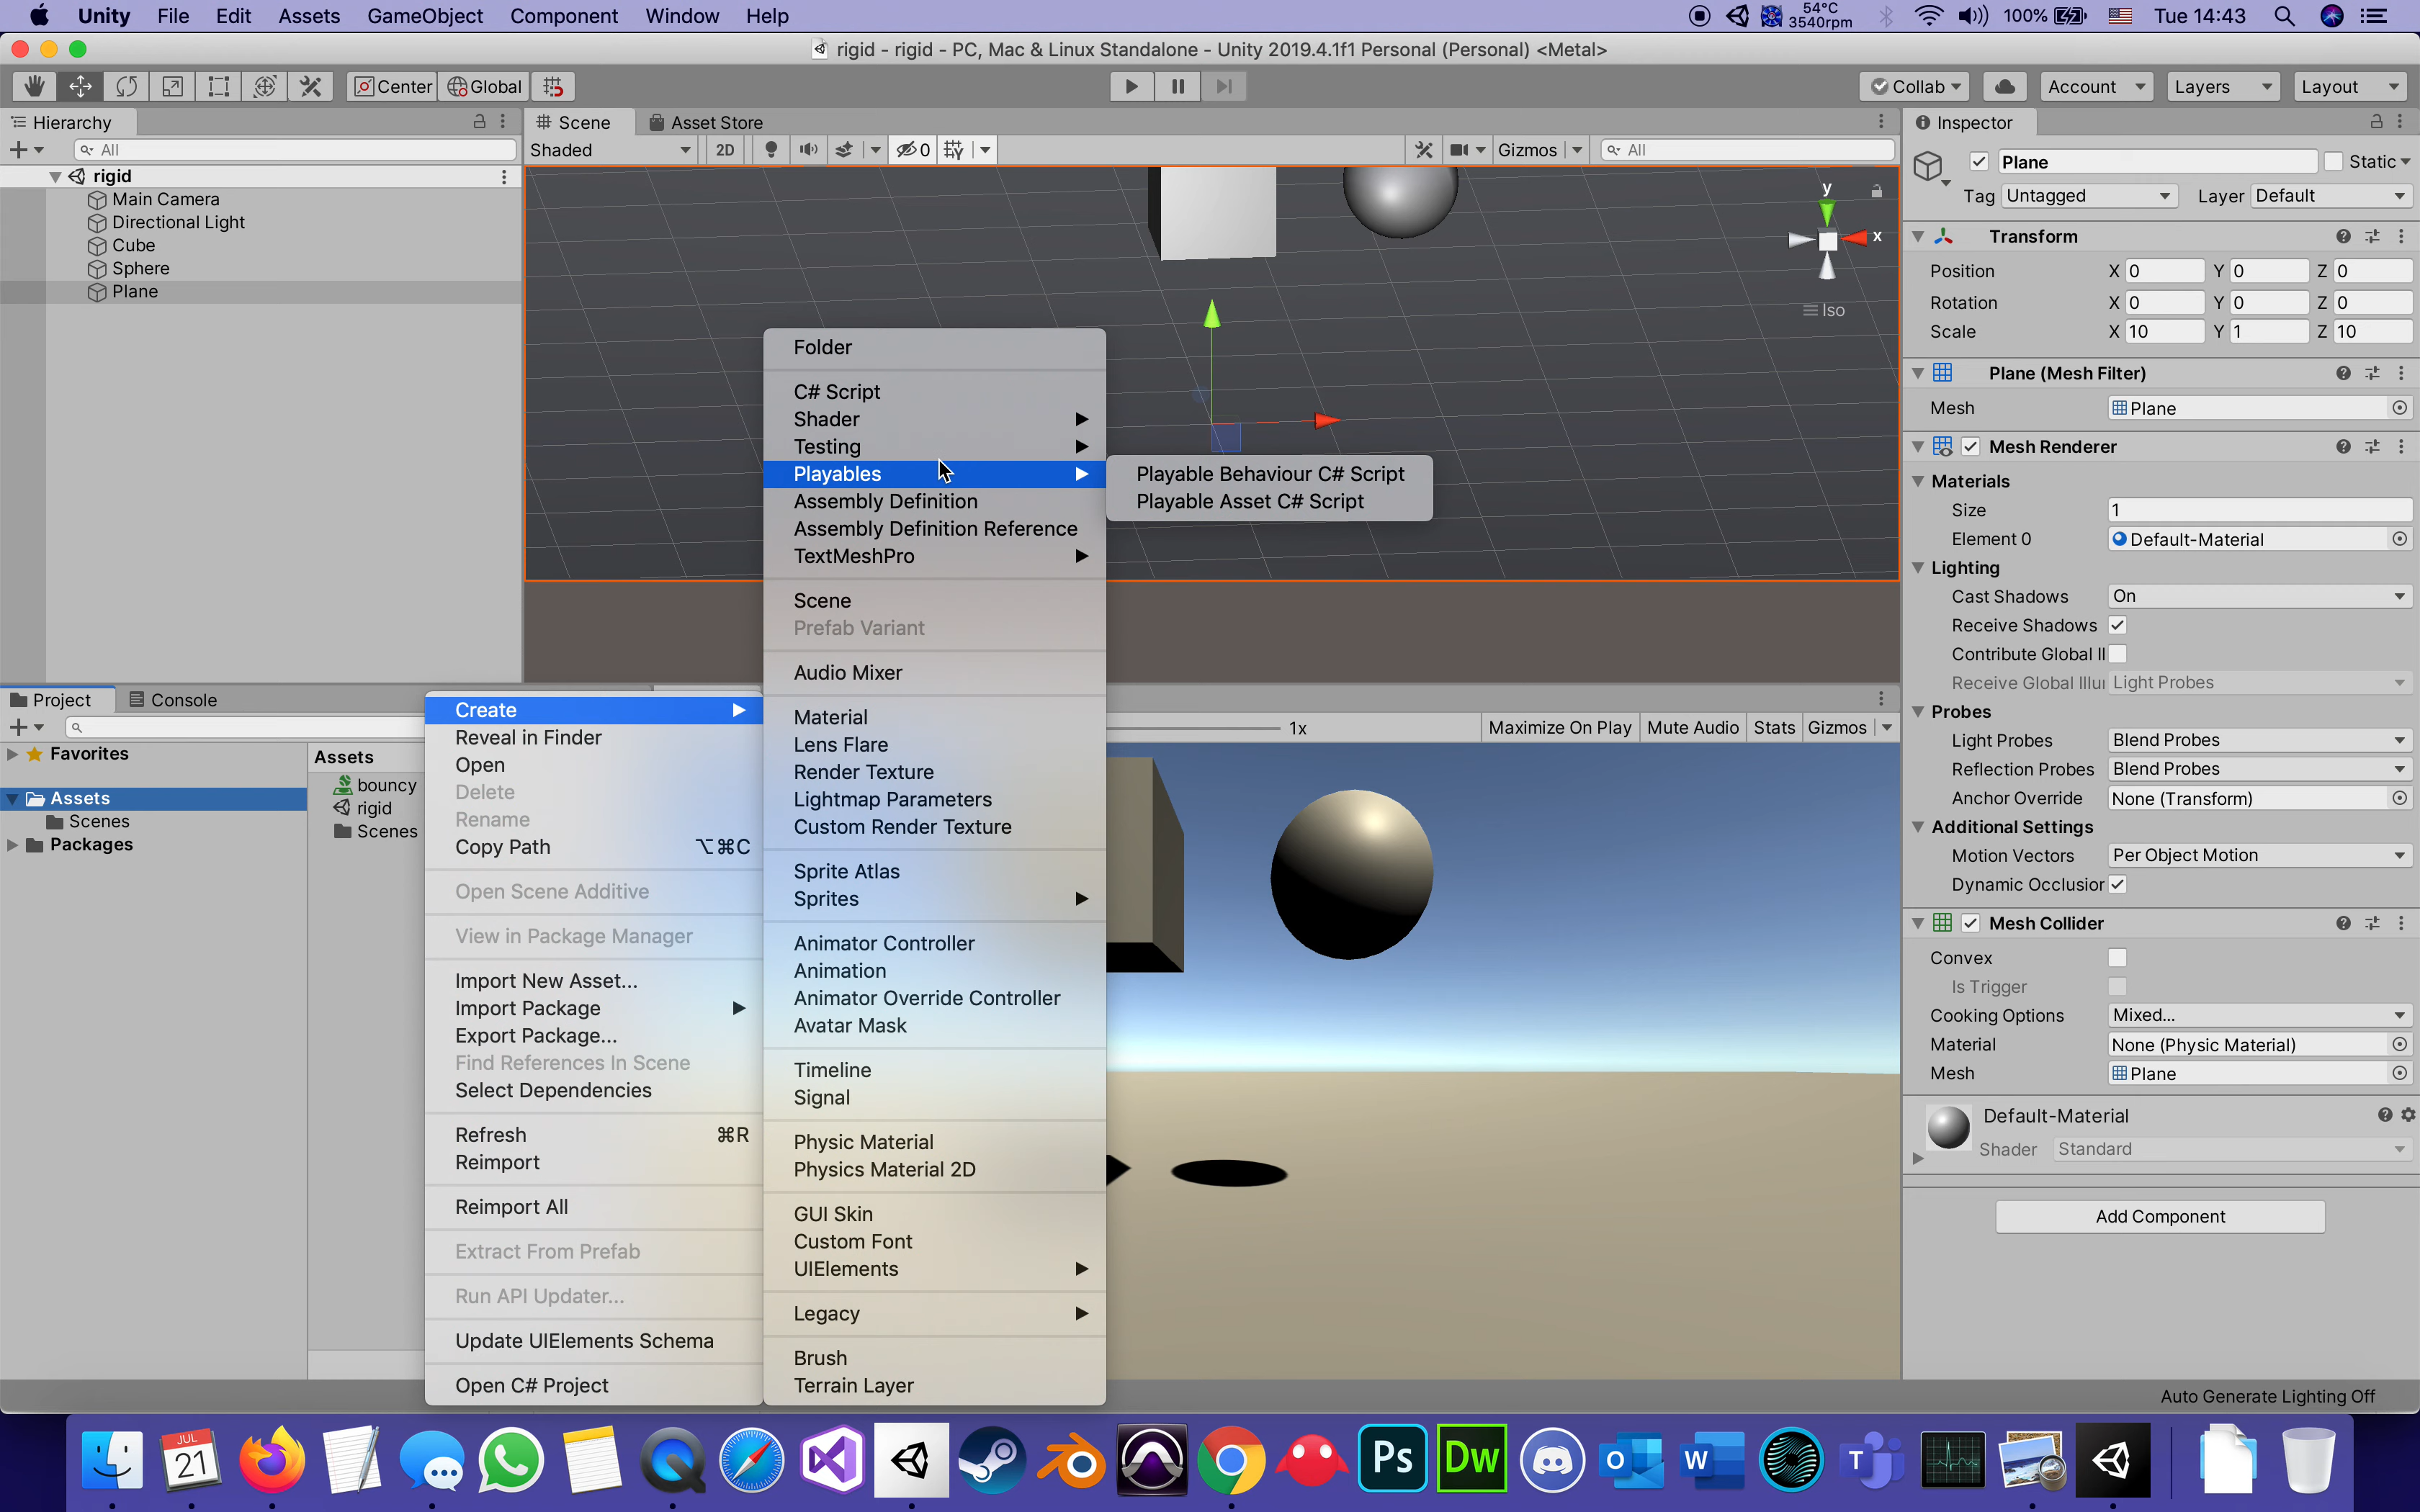 Unity File Edit Assets GameObject Component Window Help
54°C
3540rpm
100%
Tue 14:43
rigid - rigid - PC, Mac & Linux Standalone - Unity 2019.4.1f1 Personal (Personal) <Metal>
Center Global
Collab Account Layers Layout
Hierarchy
All
rigid
Main Camera
Directional Light
Cube
Sphere
Plane
Scene Asset Store
Shaded 2D 0 Gizmos All
y
x
Iso
Inspector
Plane Static
Tag Untagged Layer Default
Transform
Position X 0 Y 0 Z 0
Rotation X 0 Y 0 Z 0
Scale X 10 Y 1 Z 10
Plane (Mesh Filter)
Mesh Plane
Mesh Renderer
Materials
Size 1
Element 0 Default-Material
Lighting
Cast Shadows On
Receive Shadows
Contribute Global Il
Receive Global Illui Light Probes
Probes
Light Probes Blend Probes
Reflection Probes Blend Probes
Anchor Override None (Transform)
Additional Settings
Motion Vectors Per Object Motion
Dynamic Occlusior
Mesh Collider
Convex
Is Trigger
Cooking Options Mixed...
Material None (Physic Material)
Mesh Plane
Default-Material
Shader Standard
Add Component
Auto Generate Lighting Off
Project Console
Favorites
Assets
Scenes
Packages
Assets
bouncy
rigid
Scenes
Create
Reveal in Finder
Open
Delete
Rename
Copy Path ⌥⌘C
Open Scene Additive
View in Package Manager
Import New Asset...
Import Package
Export Package...
Find References In Scene
Select Dependencies
Refresh ⌘R
Reimport
Reimport All
Extract From Prefab
Run API Updater...
Update UIElements Schema
Open C# Project
Folder
C# Script
Shader
Testing
Playables
Assembly Definition
Assembly Definition Reference
TextMeshPro
Scene
Prefab Variant
Audio Mixer
Material
Lens Flare
Render Texture
Lightmap Parameters
Custom Render Texture
Sprite Atlas
Sprites
Animator Controller
Animation
Animator Override Controller
Avatar Mask
Timeline
Signal
Physic Material
Physics Material 2D
GUI Skin
Custom Font
UIElements
Legacy
Brush
Terrain Layer
Playable Behaviour C# Script
Playable Asset C# Script
1x Maximize On Play Mute Audio Stats Gizmos
JUL
21
Ps
Dw
O
W
T